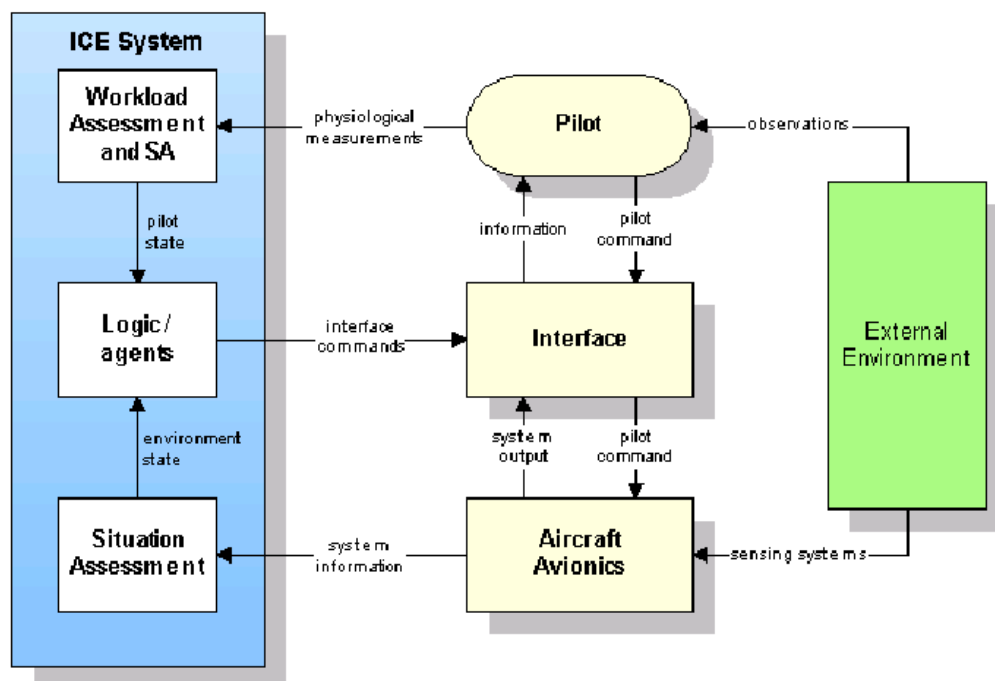 ICE System
Workload
Assessment
and SA
physiological
measurements
Pilot
observations
pilot
state
information
pilot
command
Logic/
agents
interface
commands
Interface
External
Environment
environment
state
system
output
pilot
command
Situation
Assessment
system
information
Aircraft
Avionics
sensing systems